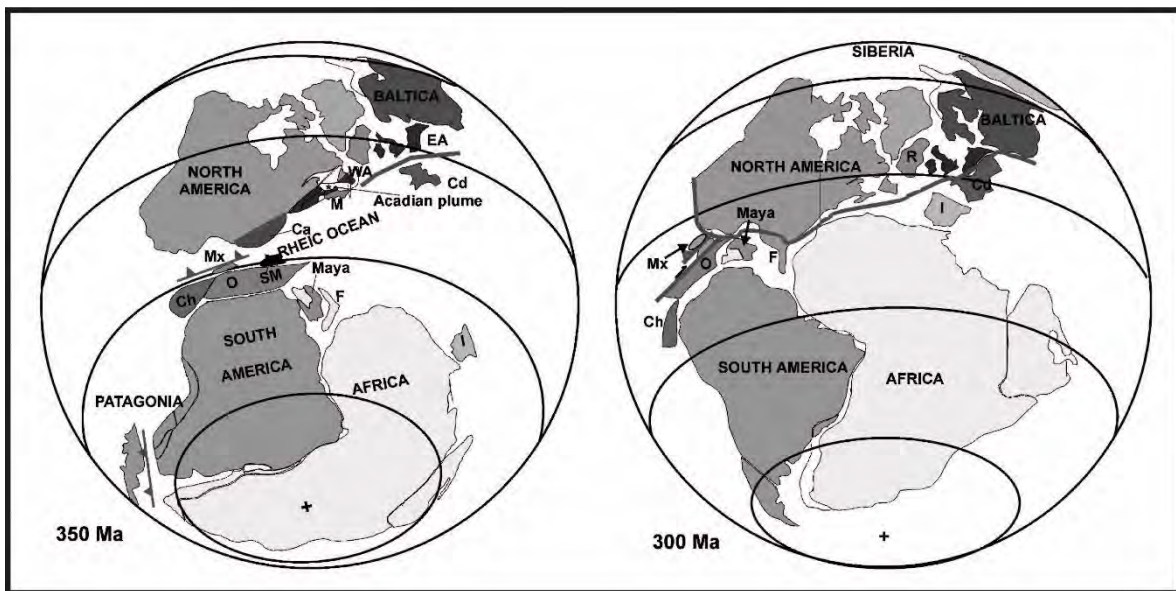 BALTICA
EA
NORTH
AMERICA
WA
**
M
Cd
Acadian plume
Ca
RHEIC OCEAN
Mx
O
SM
Maya
Ch
F
SOUTH
AMERICA
I
AFRICA
PATAGONIA
+
350 Ma
SIBERIA
BALTICA
R
NORTH AMERICA
Cd
I
Maya
Mx
O
F
Ch
SOUTH AMERICA
AFRICA
+
300 Ma